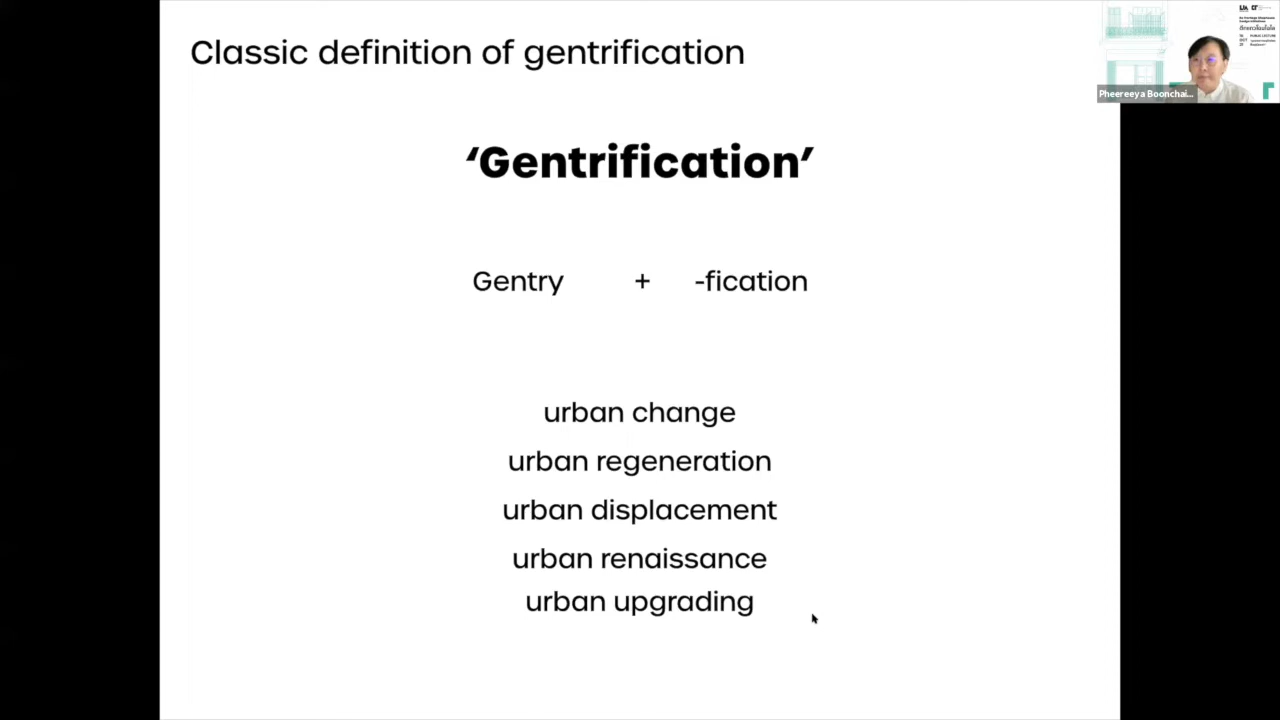 Classic definition of gentrification
‘Gentrification’
Gentry + -fication
urban change
urban regeneration
urban displacement
urban renaissance
urban upgrading
Pheereeya Boonchai...